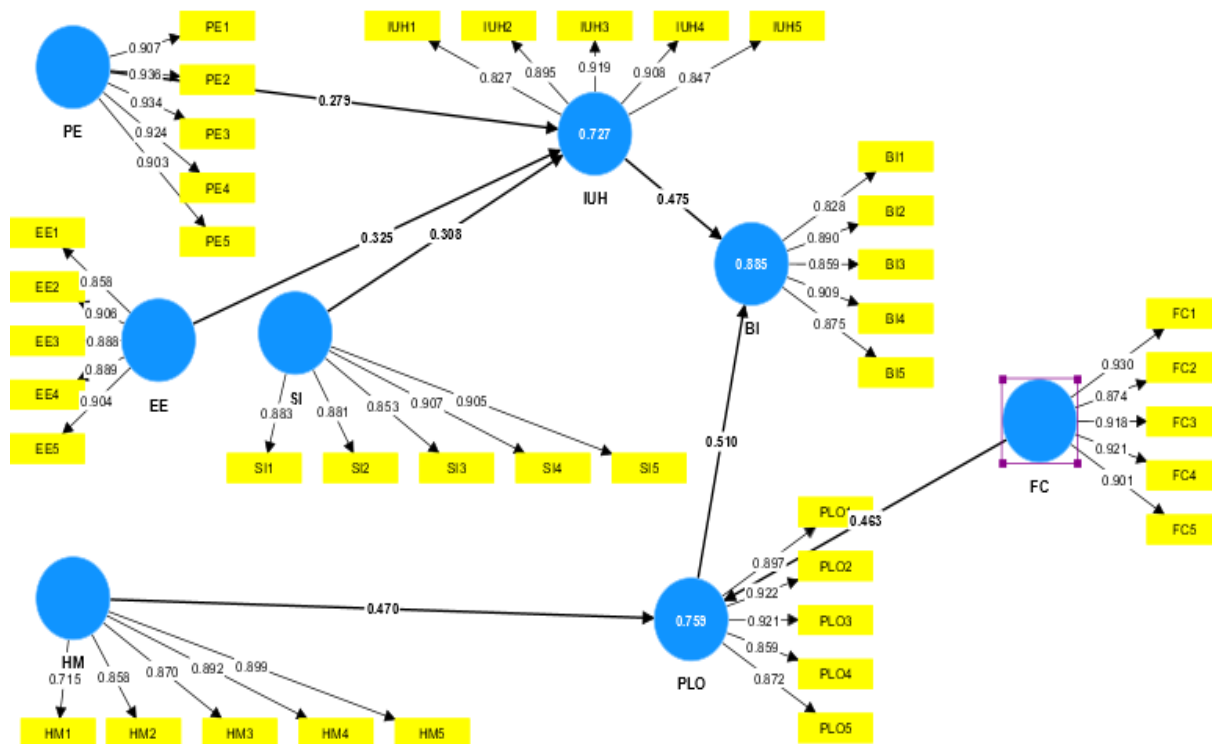 PE1
IUH1 IUH2 IUH3 IUH4 IUH5
0.907
0.936 PE2
0.934
0.924
0.903
PE
PE3
PE4
PE5
0.279
0.827 0.895 0.919 0.908 0.847
0.727
IUH
0.475
BI1
BI2
BI3
BI4
BI5
0.828
0.890
0.859
0.909
0.875
0.885
BI
EE1
EE2
EE3
EE4
EE5
0.858
0.906
0.888
0.889
0.904
EE
0.325
0.308
SI
0.883 0.881 0.853 0.907 0.905
SI1 SI2 SI3 SI4 SI5
0.510
FC1
FC2
FC3
FC4
FC5
0.930
0.874
0.918
0.921
0.901
FC
0.463
PLO1
PLO2
PLO3
PLO4
PLO5
0.897
0.922
0.921
0.859
0.872
0.759
PLO
0.470
HM
0.715 0.858 0.870 0.892 0.899
HM1 HM2 HM3 HM4 HM5